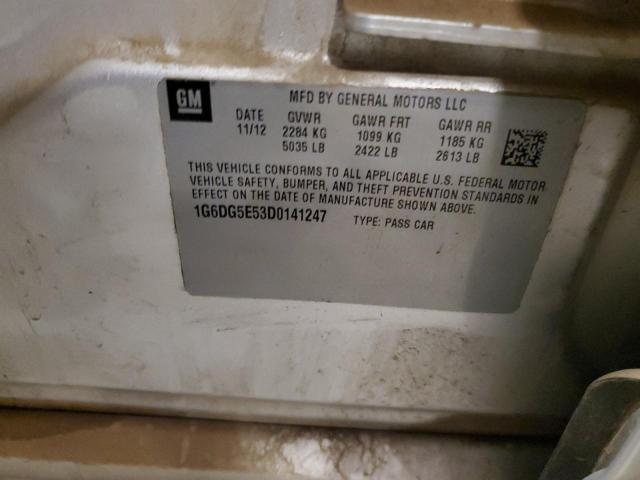 GM
MFD BY GENERAL MOTORS LLC
DATE GVWR GAWR FRT GAWR RR
11/12 2284 KG 1099 KG 1185 KG
5035 LB 2422 LB 2613 LB
THIS VEHICLE CONFORMS TO ALL APPLICABLE U.S. FEDERAL MOTOR
VEHICLE SAFETY, BUMPER, AND THEFT PREVENTION STANDARDS IN
EFFECT ON THE DATE OF MANUFACTURE SHOWN ABOVE.
1G6DG5E53D0141247 TYPE: PASS CAR